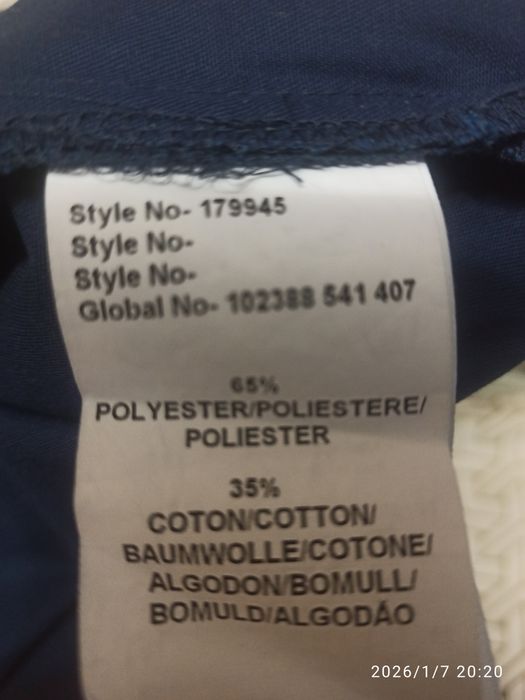 Style No- 179945
Style No-
Style No-
Global No- 102388 541 407
65%
POLYESTER/POLIESTERE/
POLIESTER
35%
COTON/COTTON/
BAUMWOLLE/COTONE/
ALGODON/BOMULL/
BOMULD/ALGODÁO
2026/1/7 20:20